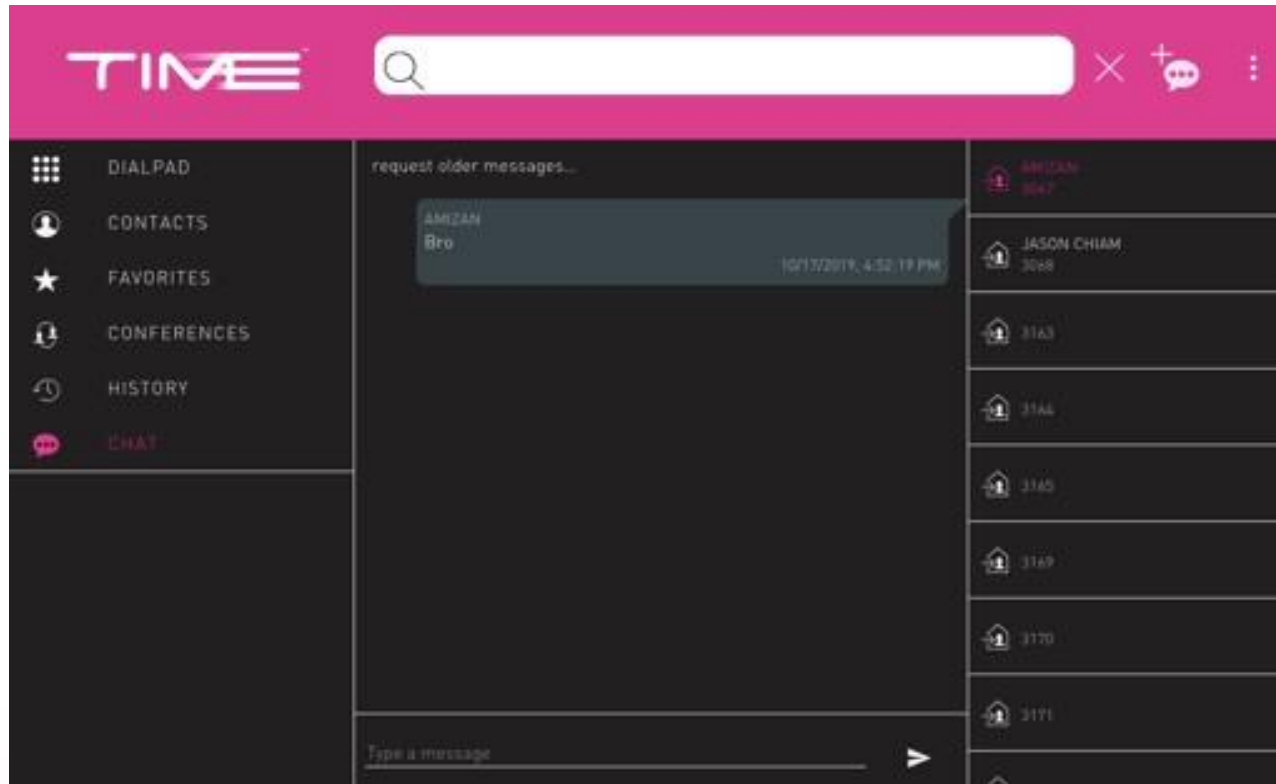 TIME
DIALPAD
CONTACTS
FAVORITES
CONFERENCES
HISTORY
CHAT
request older messages...
AMIZAN
Bro
10/17/2019, 4:52:19 PM
Type a message
AMIZAN
3067
JASON CHIAM
3068
3163
3164
3165
3169
3170
3171